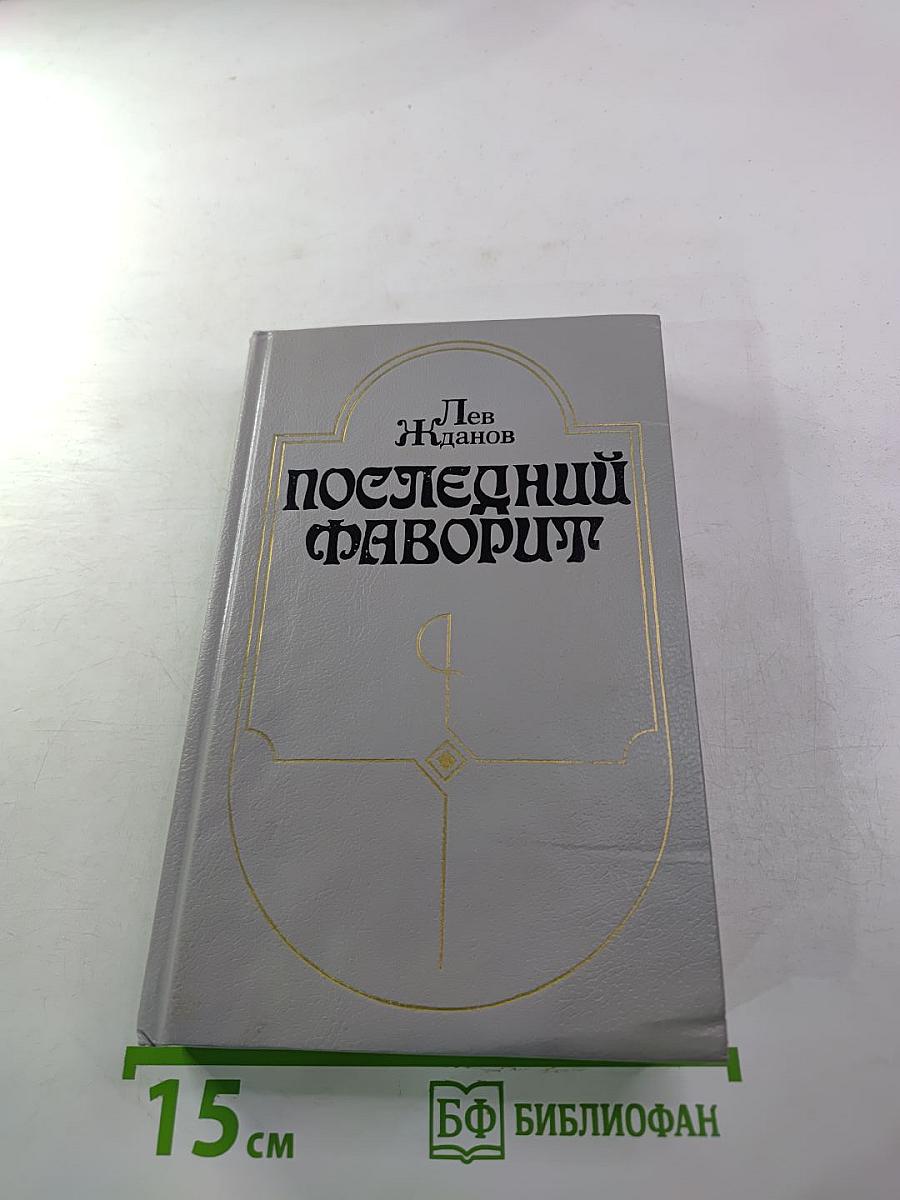 Лев
Жданов
ПОСЛЕДНИЙ
ФАВОРИТ
15 см
БФ БИБЛИОФАН